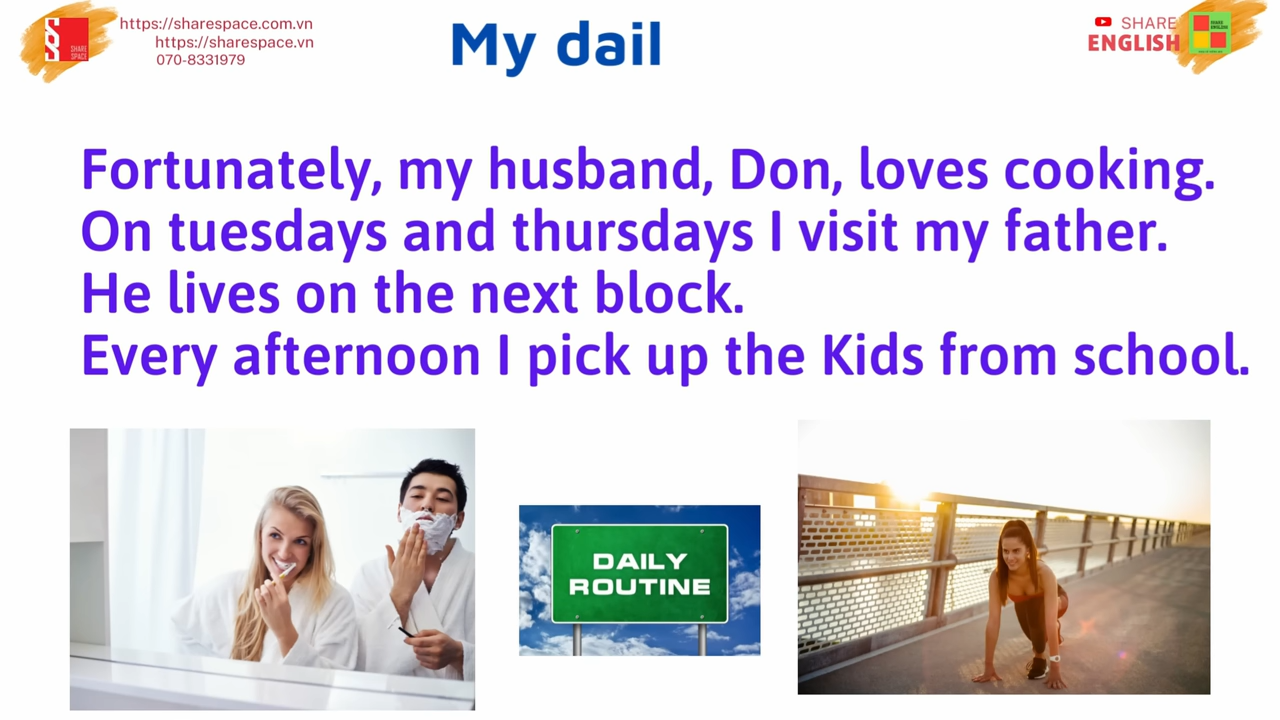 https://sharespace.com.vn
https://sharespace.vn
070-8331979
SHARE
SPACE
My dail
SHARE
ENGLISH
Fortunately, my husband, Don, loves cooking.
On tuesdays and thursdays I visit my father.
He lives on the next block.
Every afternoon I pick up the Kids from school.
DAILY
ROUTINE